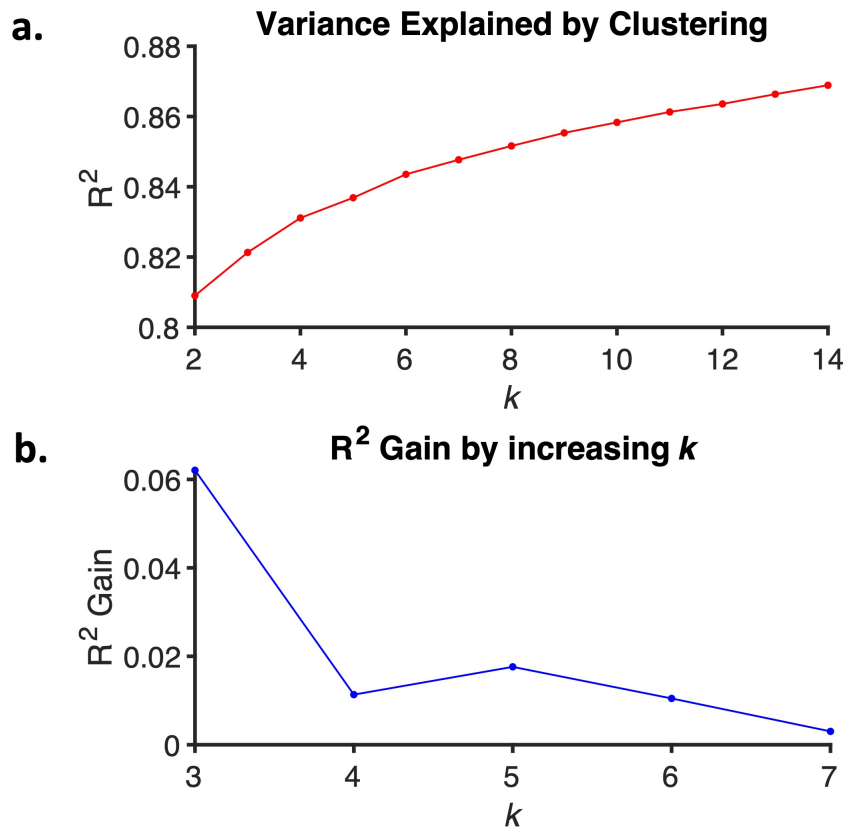 a.
Variance Explained by Clustering
0.88
0.86
0.84
0.82
0.8
R²
2 4 6 8 10 12 14
k
b.
R² Gain by increasing k
0.06
0.04
0.02
0
R² Gain
3 4 5 6 7
k